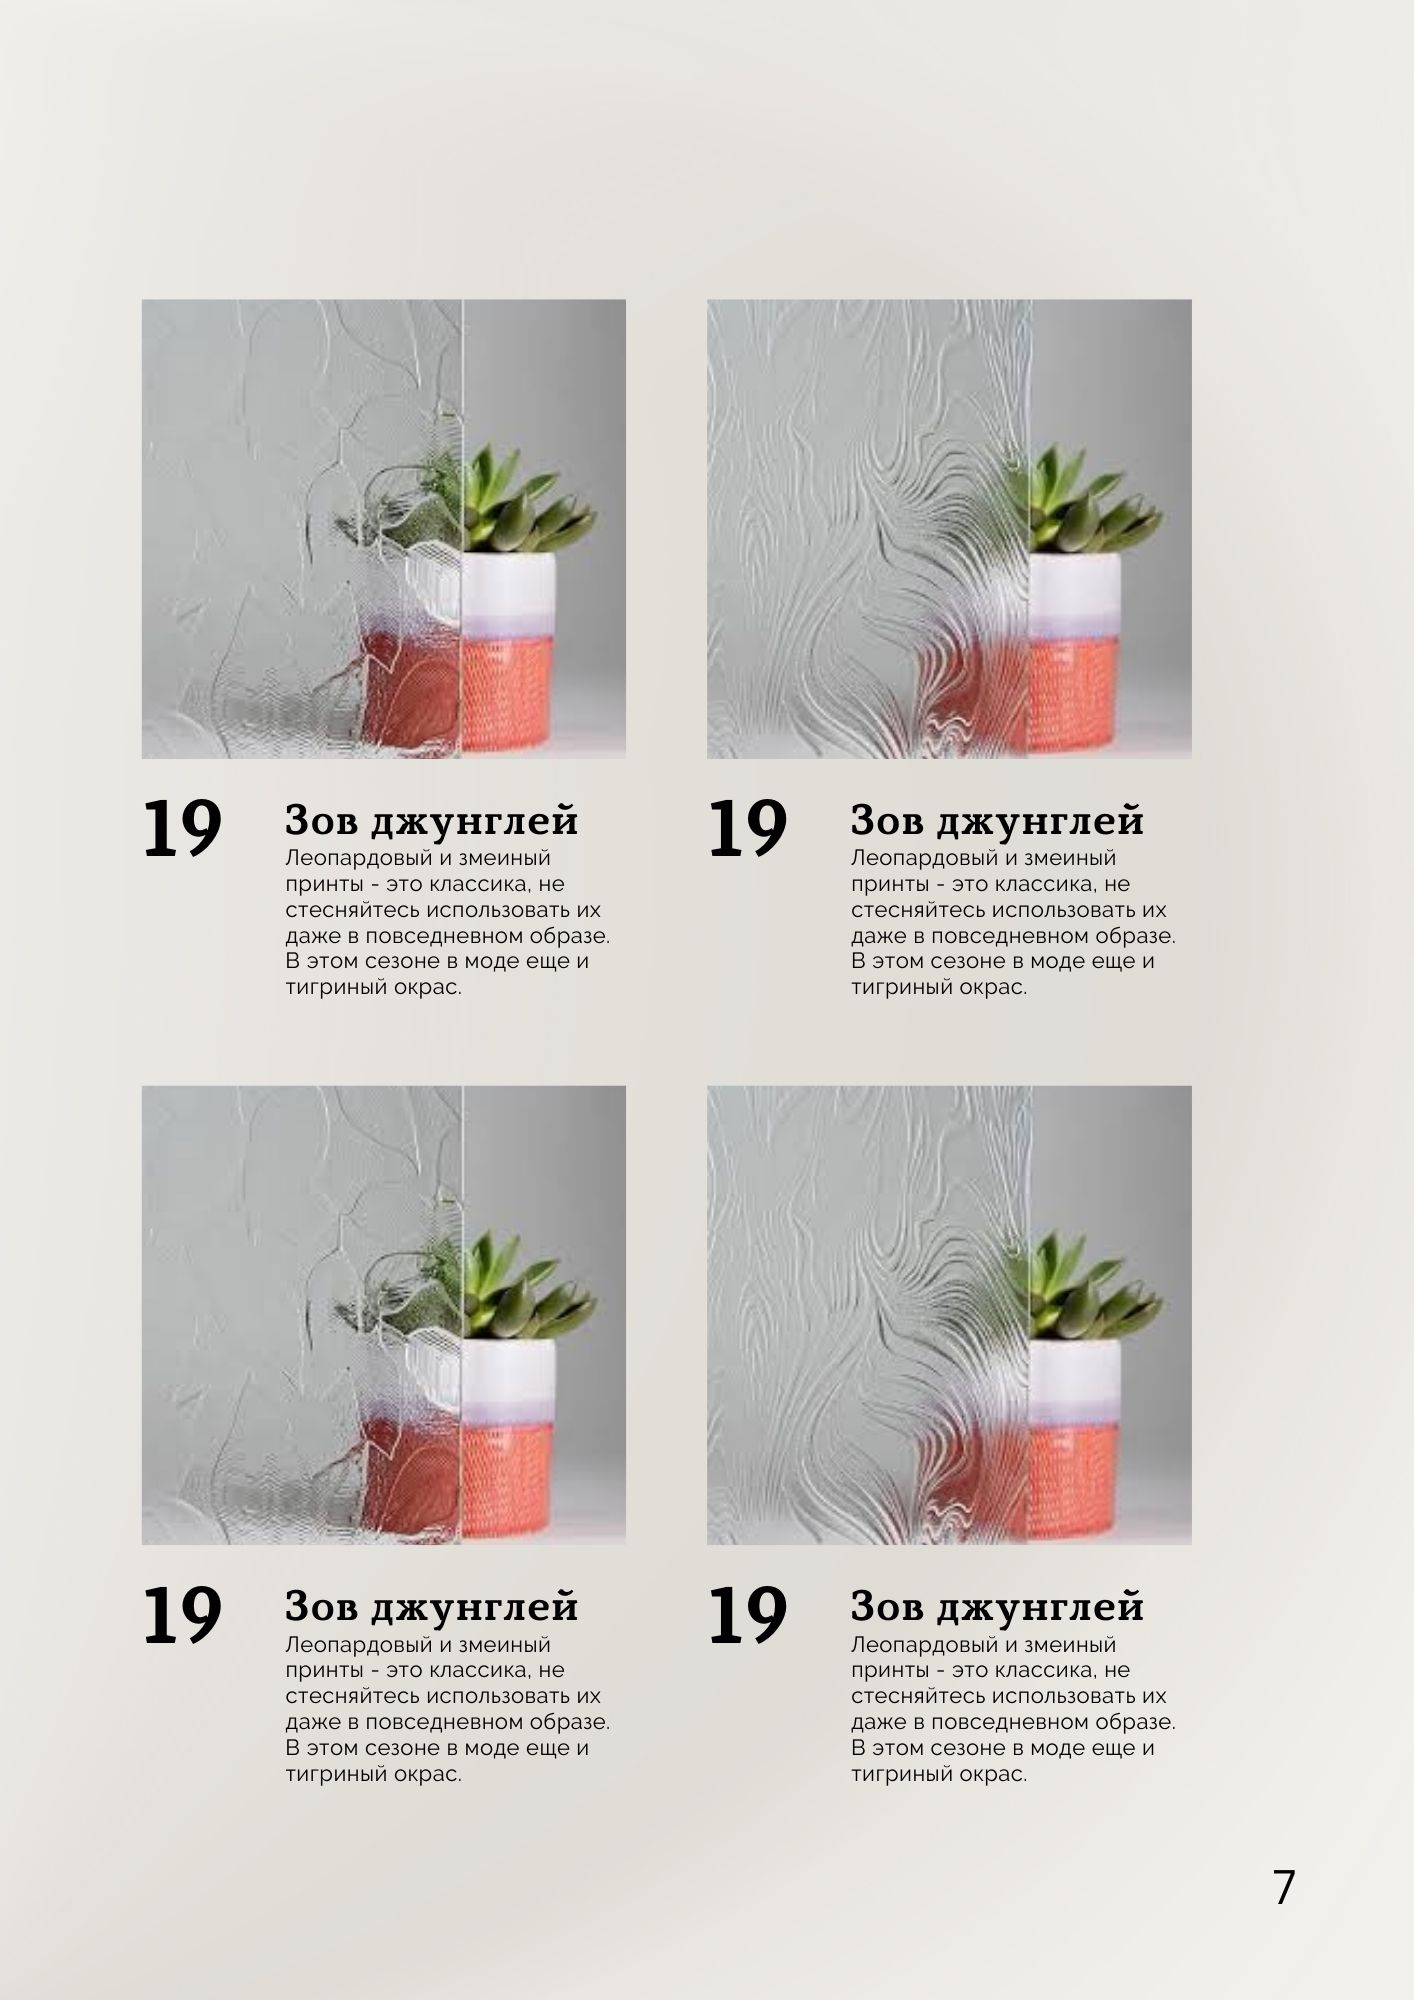 19
Зов джунглей
Леопардовый и змеиный
принты - это классика, не
стесняйтесь использовать их
даже в повседневном образе.
В этом сезоне в моде еще и
тигриный окрас.
19
Зов джунглей
Леопардовый и змеиный
принты - это классика, не
стесняйтесь использовать их
даже в повседневном образе.
В этом сезоне в моде еще и
тигриный окрас.
19
Зов джунглей
Леопардовый и змеиный
принты - это классика, не
стесняйтесь использовать их
даже в повседневном образе.
В этом сезоне в моде еще и
тигриный окрас.
19
Зов джунглей
Леопардовый и змеиный
принты - это классика, не
стесняйтесь использовать их
даже в повседневном образе.
В этом сезоне в моде еще и
тигриный окрас.
7